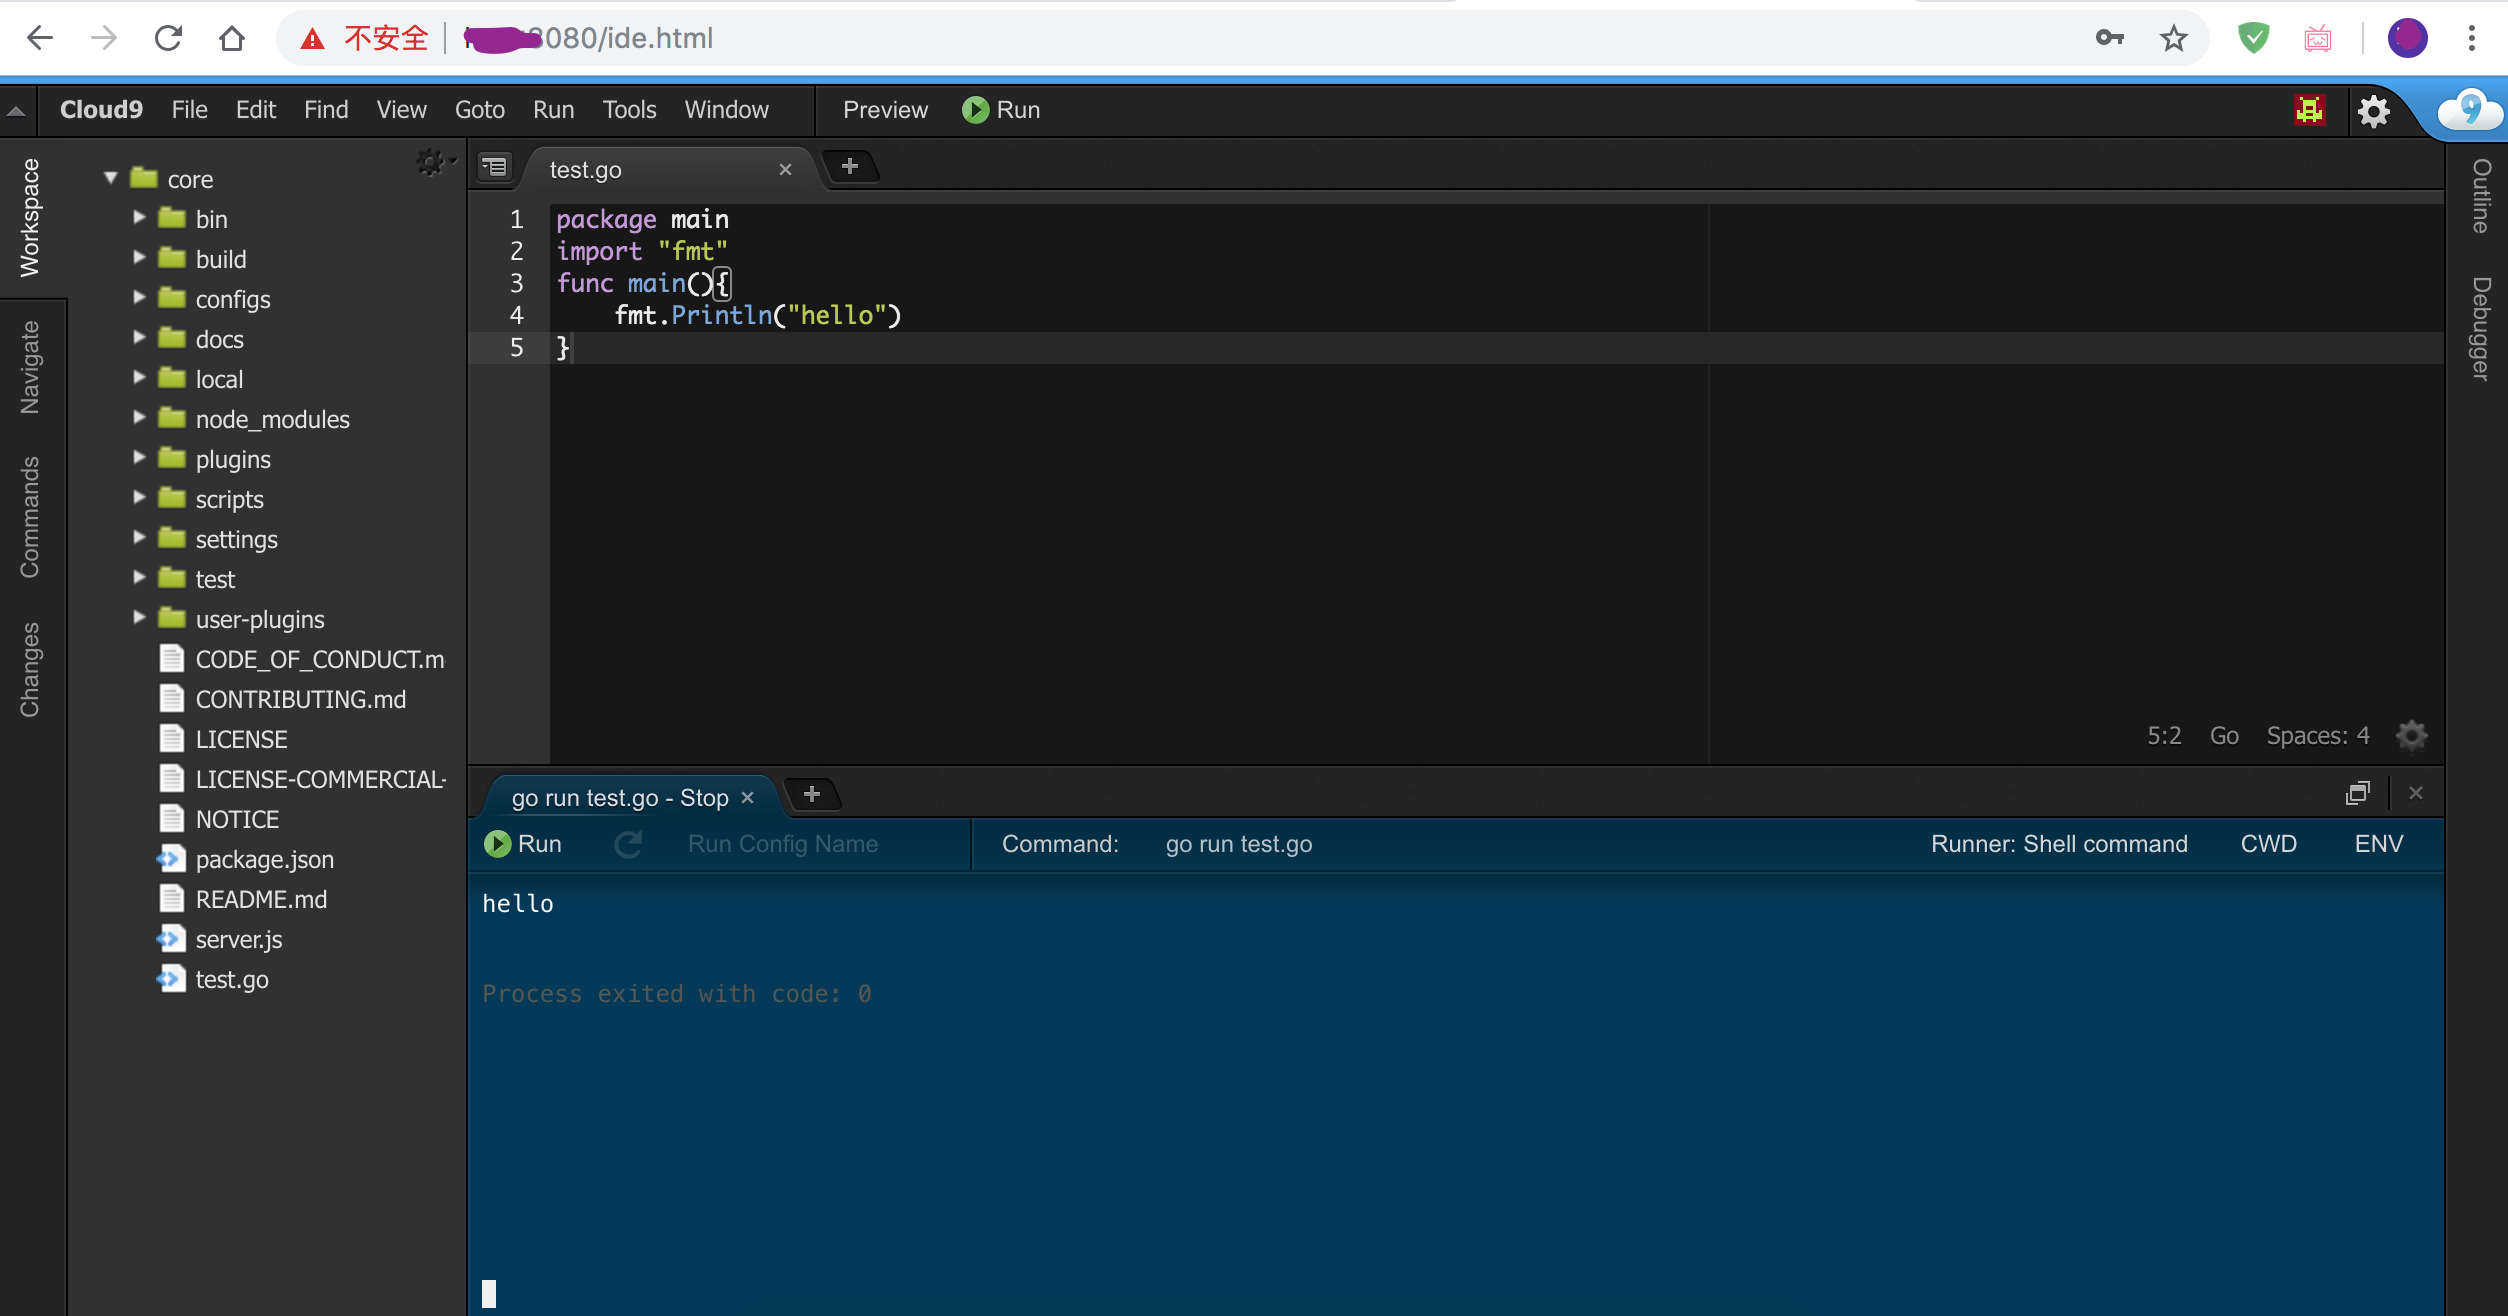 不安全 8080/ide.html
Cloud9 File Edit Find View Goto Run Tools Window Preview Run
9
Workspace
Navigate
Commands
Changes
core
bin
build
configs
docs
local
node_modules
plugins
scripts
settings
test
user-plugins
CODE_OF_CONDUCT.m
CONTRIBUTING.md
LICENSE
LICENSE-COMMERCIAL-
NOTICE
package.json
README.md
server.js
test.go
test.go
1 package main
2 import "fmt"
3 func main(){
4     fmt.Println("hello")
5 }
5:2 Go Spaces: 4
Outline
Debugger
go run test.go - Stop
Run Run Config Name Command: go run test.go Runner: Shell command CWD ENV
hello
Process exited with code: 0